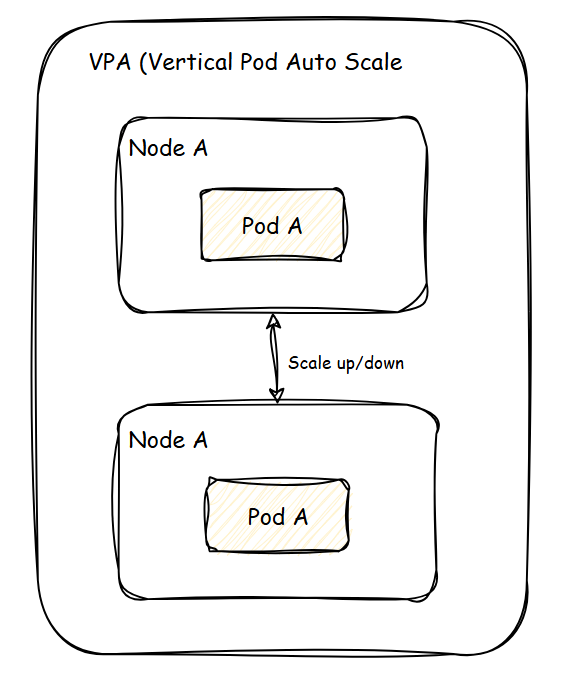 VPA (Vertical Pod Auto Scale
Node A
Pod A
Scale up/down
Node A
Pod A